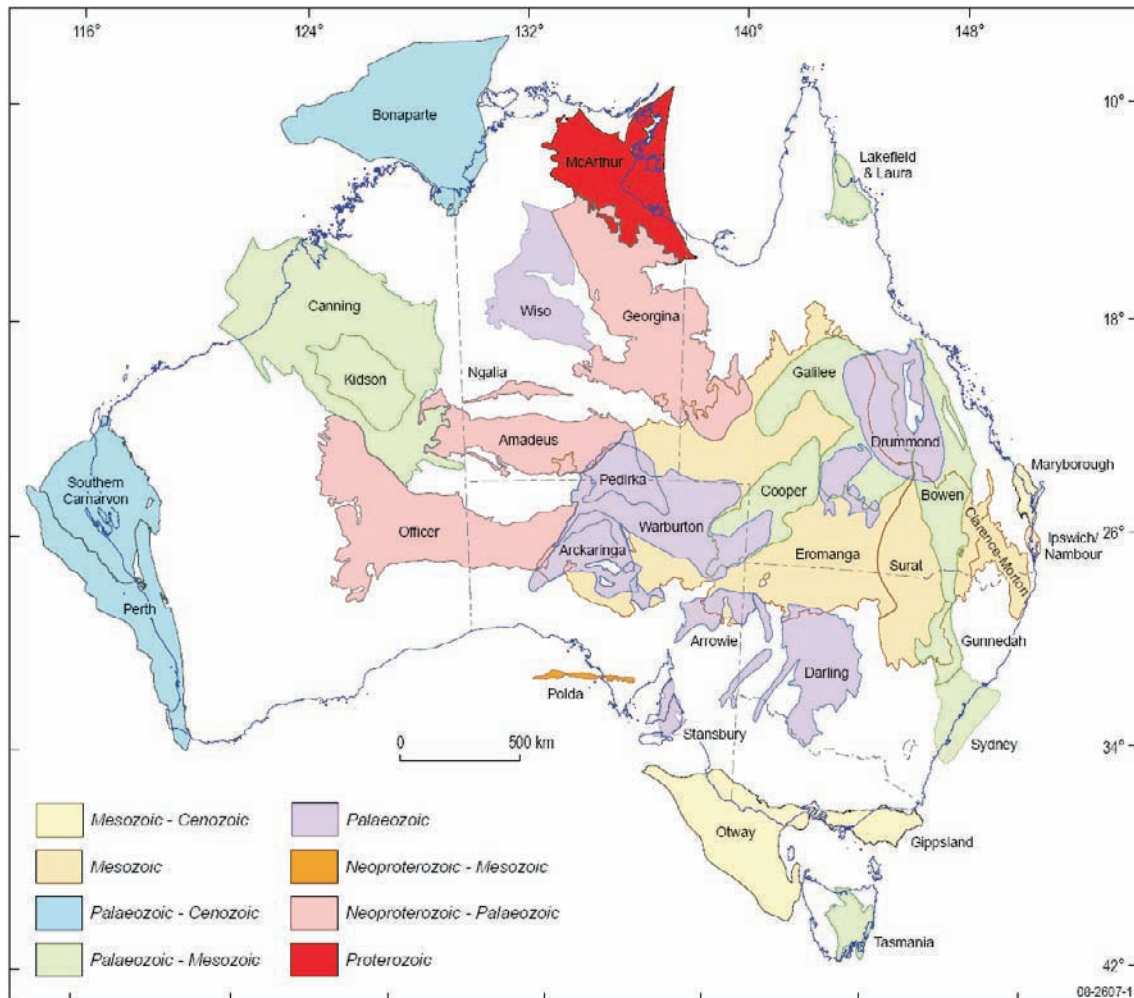 116° 124° 132° 140° 148°
10°
Bonaparte
McArthur
Lakefield
& Laura
Canning
Wiso
Georgina
18°
Kidson
Ngalia
Galilee
Amadeus
Drummond
Southern
Carnarvon
Pedirka
Cooper
Bowen
Maryborough
Officer
Warburton
26°
Arckaringa
Eromanga
Surat
Clarence-Morton
Ipswich/
Nambour
Perth
Arrowie
Gunnedah
Polda
Darling
0 500 km
Stansbury
Sydney
34°
Otway
Gippsland
Tasmania
42°
Mesozoic - Cenozoic
Mesozoic
Palaeozoic - Cenozoic
Palaeozoic - Mesozoic
Palaeozoic
Neoproterozoic - Mesozoic
Neoproterozoic - Palaeozoic
Proterozoic
08-2607-1